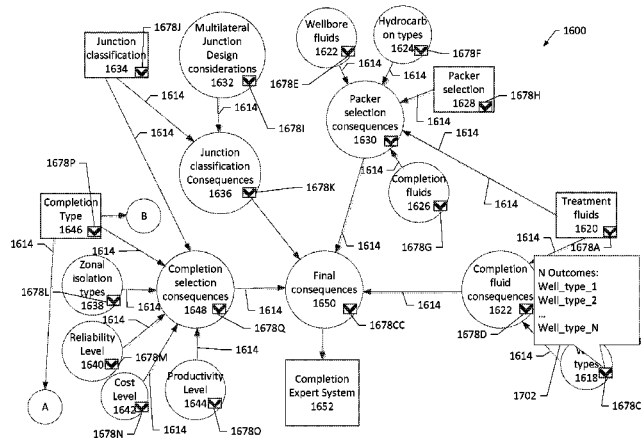 Junction
classification
1634
1678J
Multilateral
Junction
Design
considerations
1632
1678I
Wellbore
fluids
1622
1678E
Hydrocarb
on types
1624
1678F
1600
Packer
selection
1628
1678H
1614
1614
1614
1614
1614
1614
1614
Packer selection
consequences
1630
1614
1614
1614
Completion
fluids
1626
1678G
Junction
classification
Consequences
1636
1678K
1678P
Completion
Type
1646
B
1614
1614
Treatment
fluids
1620
1678A
1614
1614
Zonal
isolation
types
1638
1678L
1614
Completion
selection
consequences
1648
1678Q
1614
Final
consequences
1650
1678CC
1614
Completion
fluid
consequences
1622
1678D
N Outcomes:
Well_type_1
Well_type_2
...
Well_type_N
1614
types
1618
1678C
1702
Reliability
Level
1640
1678M
Cost
Level
1642
1678N
1614
1614
Productivity
Level
1644
1678O
Completion
Expert System
1652
A